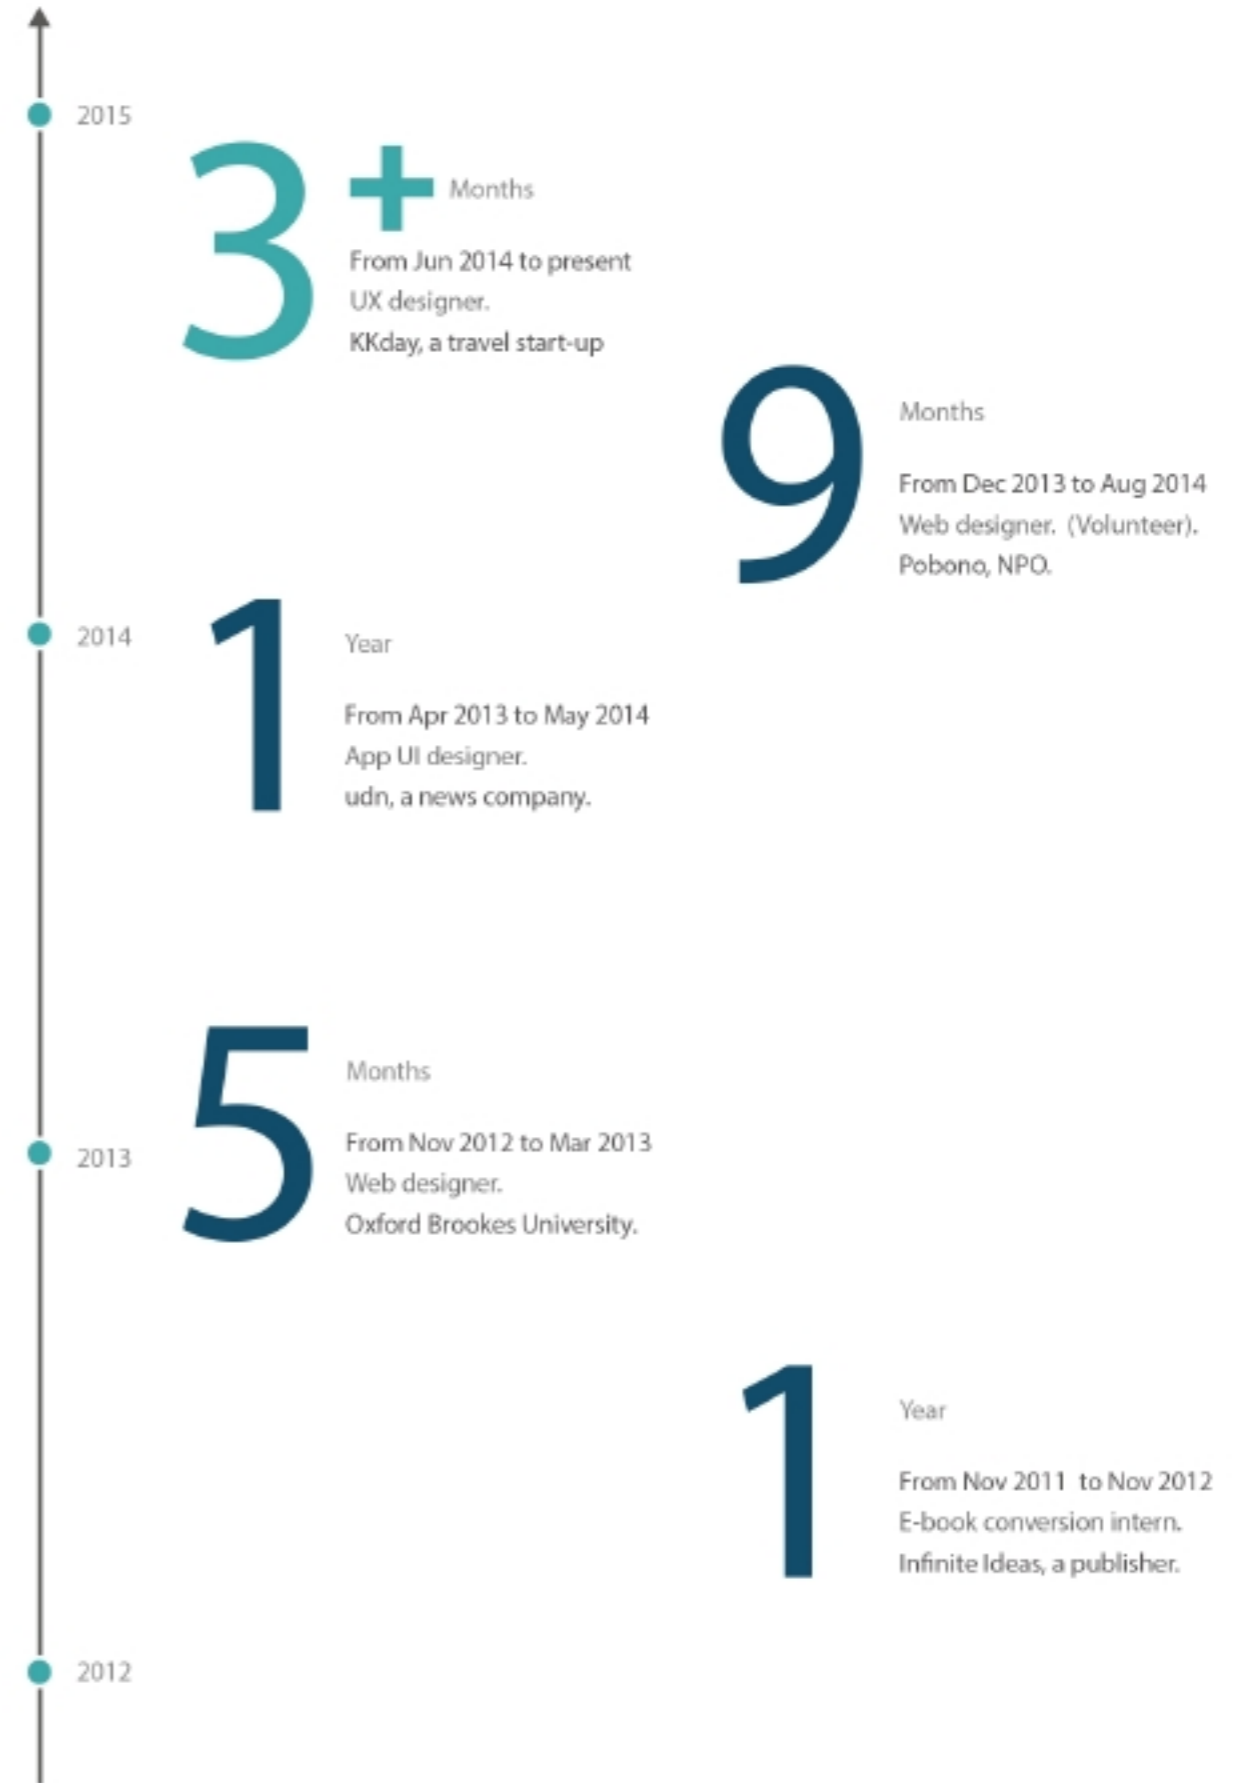 2015
3+ Months
From Jun 2014 to present
UX designer.
KKday, a travel start-up
9 Months
From Dec 2013 to Aug 2014
Web designer. (Volunteer).
Pobono, NPO.
2014
1 Year
From Apr 2013 to May 2014
App UI designer.
udn, a news company.
5 Months
From Nov 2012 to Mar 2013
2013
Web designer.
Oxford Brookes University.
1 Year
From Nov 2011 to Nov 2012
E-book conversion intern.
Infinite Ideas, a publisher.
2012